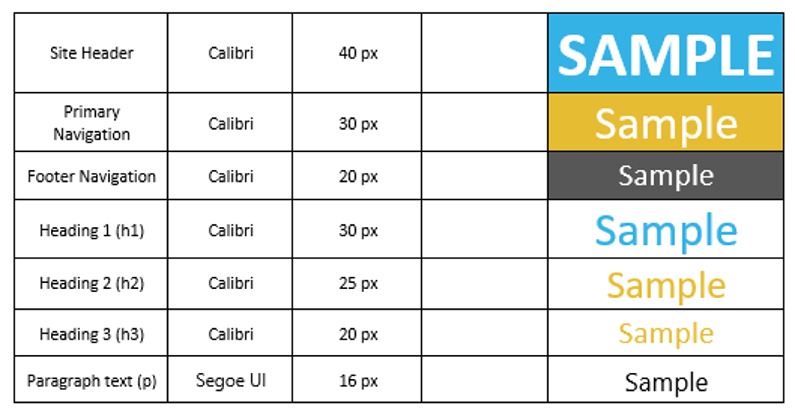 Site Header Calibri 40 px SAMPLE
Primary
Navigation Calibri 30 px Sample
Footer Navigation Calibri 20 px Sample
Heading 1 (h1) Calibri 30 px Sample
Heading 2 (h2) Calibri 25 px Sample
Heading 3 (h3) Calibri 20 px Sample
Paragraph text (p) Segoe UI 16 px Sample